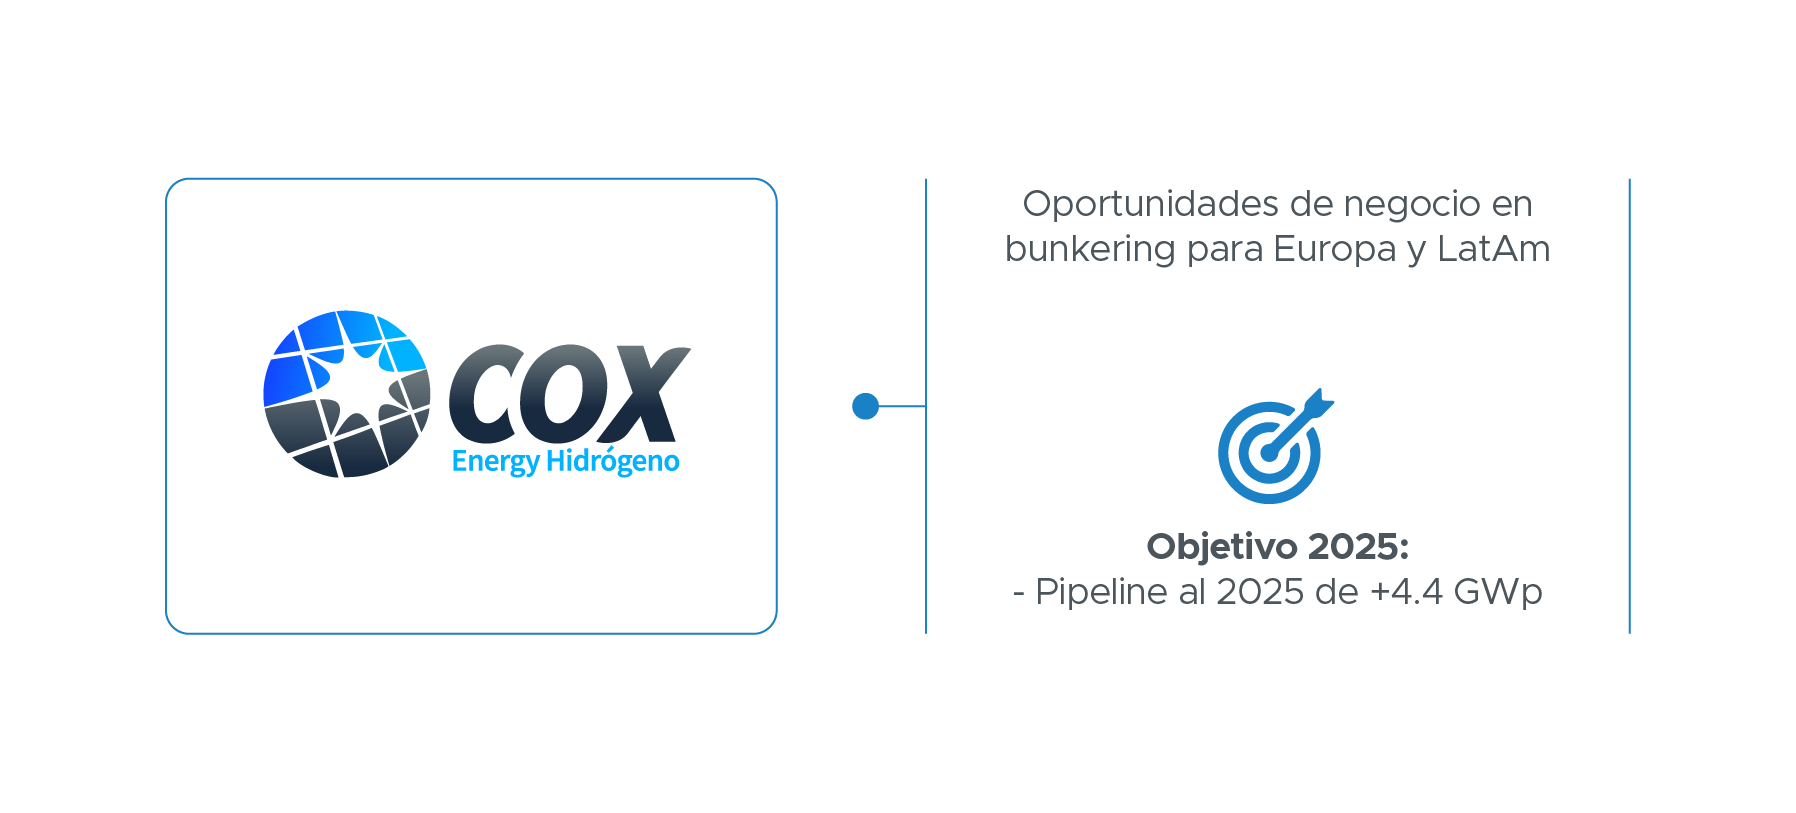 COX
Energy Hidrógeno
Oportunidades de negocio en
bunkering para Europa y LatAm
Objetivo 2025:
- Pipeline al 2025 de +4.4 GWp